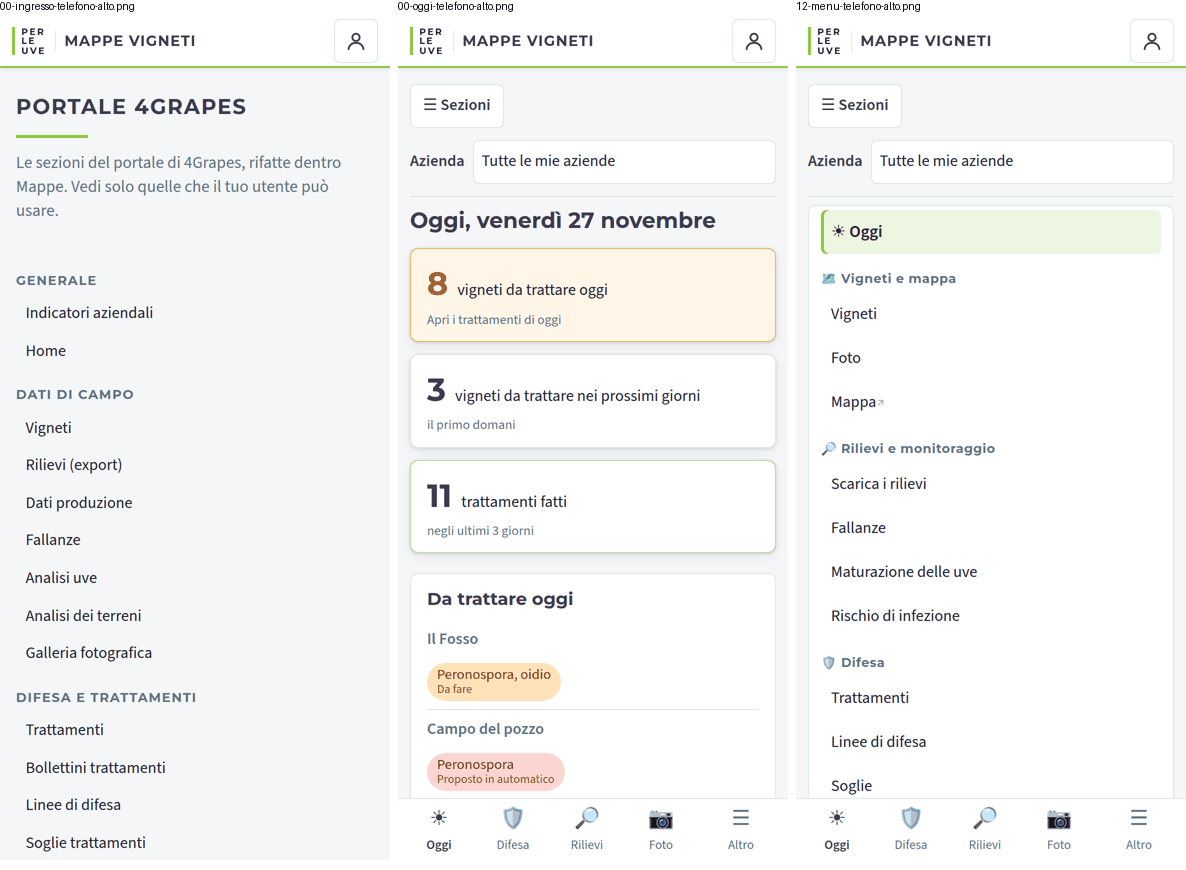 00-ingresso-telefono-alto.png
PER
LE
UVE
MAPPE VIGNETI
PORTALE 4GRAPES
Le sezioni del portale di 4Grapes, rifatte dentro
Mappe. Vedi solo quelle che il tuo utente può
usare.
GENERALE
Indicatori aziendali
Home
DATI DI CAMPO
Vigneti
Rilievi (export)
Dati produzione
Fallanze
Analisi uve
Analisi dei terreni
Galleria fotografica
DIFESA E TRATTAMENTI
Trattamenti
Bollettini trattamenti
Linee di difesa
Soglie trattamenti
00-oggi-telefono-alto.png
PER
LE
UVE
MAPPE VIGNETI
☰ Sezioni
Azienda Tutte le mie aziende
Oggi, venerdì 27 novembre
8 vigneti da trattare oggi
Apri i trattamenti di oggi
3 vigneti da trattare nei prossimi giorni
il primo domani
11 trattamenti fatti
negli ultimi 3 giorni
Da trattare oggi
Il Fosso
Peronospora, oidio
Da fare
Campo del pozzo
Peronospora
Proposto in automatico
Oggi Difesa Rilievi Foto Altro
12-menu-telefono-alto.png
PER
LE
UVE
MAPPE VIGNETI
☰ Sezioni
Azienda Tutte le mie aziende
Oggi
Vigneti e mappa
Vigneti
Foto
Mappa
Rilievi e monitoraggio
Scarica i rilievi
Fallanze
Maturazione delle uve
Rischio di infezione
Difesa
Trattamenti
Linee di difesa
Soglie
Oggi Difesa Rilievi Foto Altro